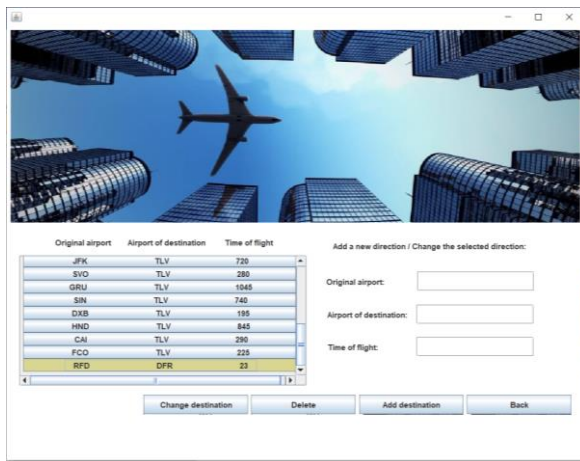 Original airport Airport of destination Time of flight
JFK TLV 720
SVO TLV 280
GRU TLV 1045
SIN TLV 740
DXB TLV 195
HND TLV 845
CAI TLV 290
FCO TLV 225
RFD DFR 23
Add a new direction / Change the selected direction:
Original airport:
Airport of destination:
Time of flight:
Change destination Delete Add destination Back